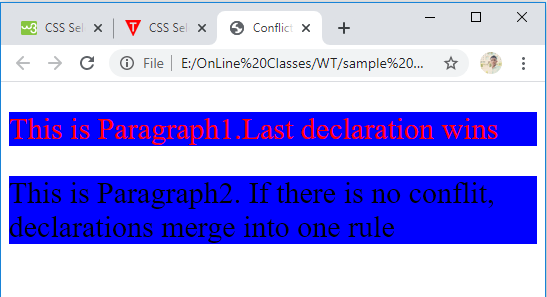 CSS Sel
CSS Sel
Conflict
File
E:/OnLine%20Classes/WT/sample%20...
This is Paragraph1.Last declaration wins
This is Paragraph2. If there is no conflit,
declarations merge into one rule